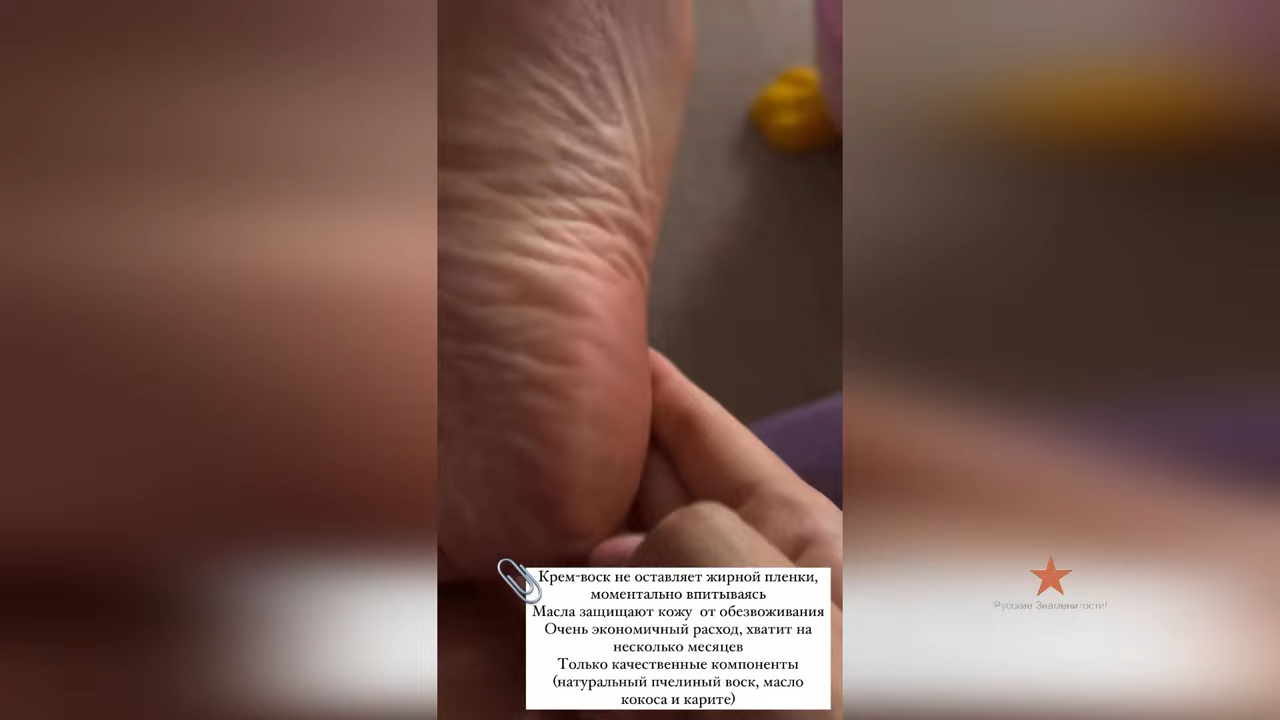 Крем-воск не оставляет жирной пленки,
моментально впитываясь
Масла защищают кожу от обезвоживания
Очень экономичный расход, хватит на
несколько месяцев
Только качественные компоненты
(натуральный пчелиный воск, масло
кокоса и карите)
Русские Знаменитости!